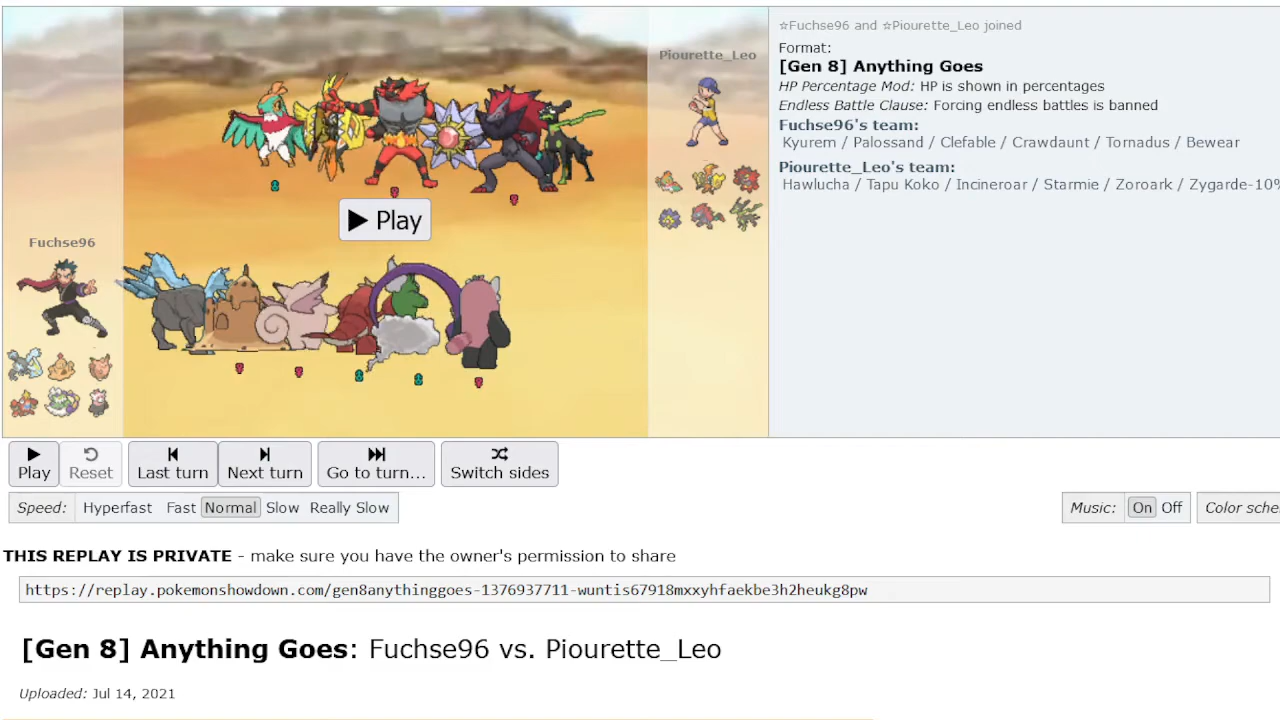 Piourette_Leo
Play
Fuchse96
☆Fuchse96 and ☆Piourette_Leo joined
Format:
[Gen 8] Anything Goes
HP Percentage Mod: HP is shown in percentages
Endless Battle Clause: Forcing endless battles is banned
Fuchse96's team:
Kyurem / Palossand / Clefable / Crawdaunt / Tornadus / Bewear
Piourette_Leo's team:
Hawlucha / Tapu Koko / Incineroar / Starmie / Zoroark / Zygarde-10%
Play Reset Last turn Next turn Go to turn... Switch sides
Speed: Hyperfast Fast Normal Slow Really Slow Music: On Off Color sche
THIS REPLAY IS PRIVATE - make sure you have the owner's permission to share
https://replay.pokemonshowdown.com/gen8anythinggoes-1376937711-wuntis67918mxxyhfaekbe3h2heukg8pw
[Gen 8] Anything Goes: Fuchse96 vs. Piourette_Leo
Uploaded: Jul 14, 2021